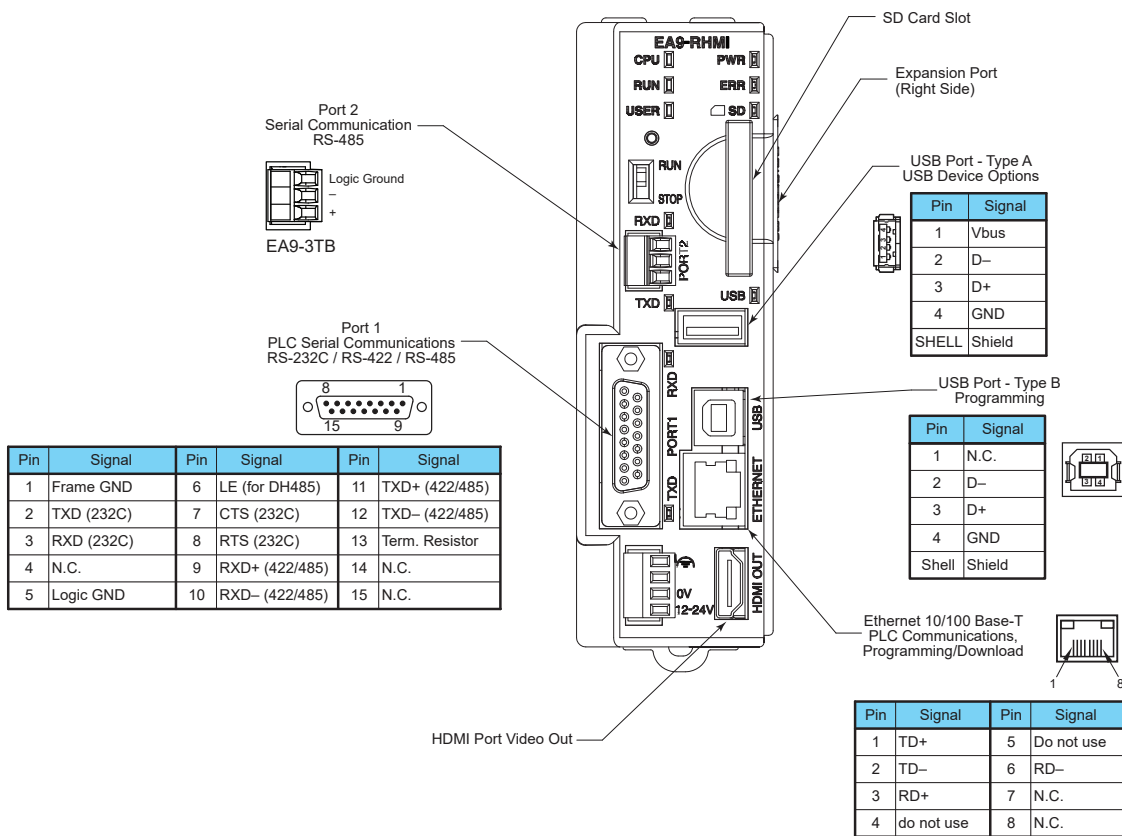 SD Card Slot
EA9-RHMI
CPU PWR
RUN ERR
USER SD
Expansion Port
(Right Side)
Port 2
Serial Communication
RS-485
Logic Ground
–
+
EA9-3TB
RUN
STOP
RXD
PORT2
TXD
USB
USB Port - Type A
USB Device Options
Pin Signal
1 Vbus
2 D–
3 D+
4 GND
SHELL Shield
Port 1
PLC Serial Communications
RS-232C / RS-422 / RS-485
8 1
15 9
RXD
PORT1
TXD
USB
ETHERNET
USB Port - Type B
Programming
Pin Signal
1 N.C.
2 D–
3 D+
4 GND
Shell Shield
2 1
3 4
Pin Signal Pin Signal Pin Signal
1 Frame GND 6 LE (for DH485) 11 TXD+ (422/485)
2 TXD (232C) 7 CTS (232C) 12 TXD– (422/485)
3 RXD (232C) 8 RTS (232C) 13 Term. Resistor
4 N.C. 9 RXD+ (422/485) 14 N.C.
5 Logic GND 10 RXD– (422/485) 15 N.C.
0V
12-24V
HDMI OUT
Ethernet 10/100 Base-T
PLC Communications,
Programming/Download
1 8
HDMI Port Video Out
Pin Signal Pin Signal
1 TD+ 5 Do not use
2 TD– 6 RD–
3 RD+ 7 N.C.
4 do not use 8 N.C.